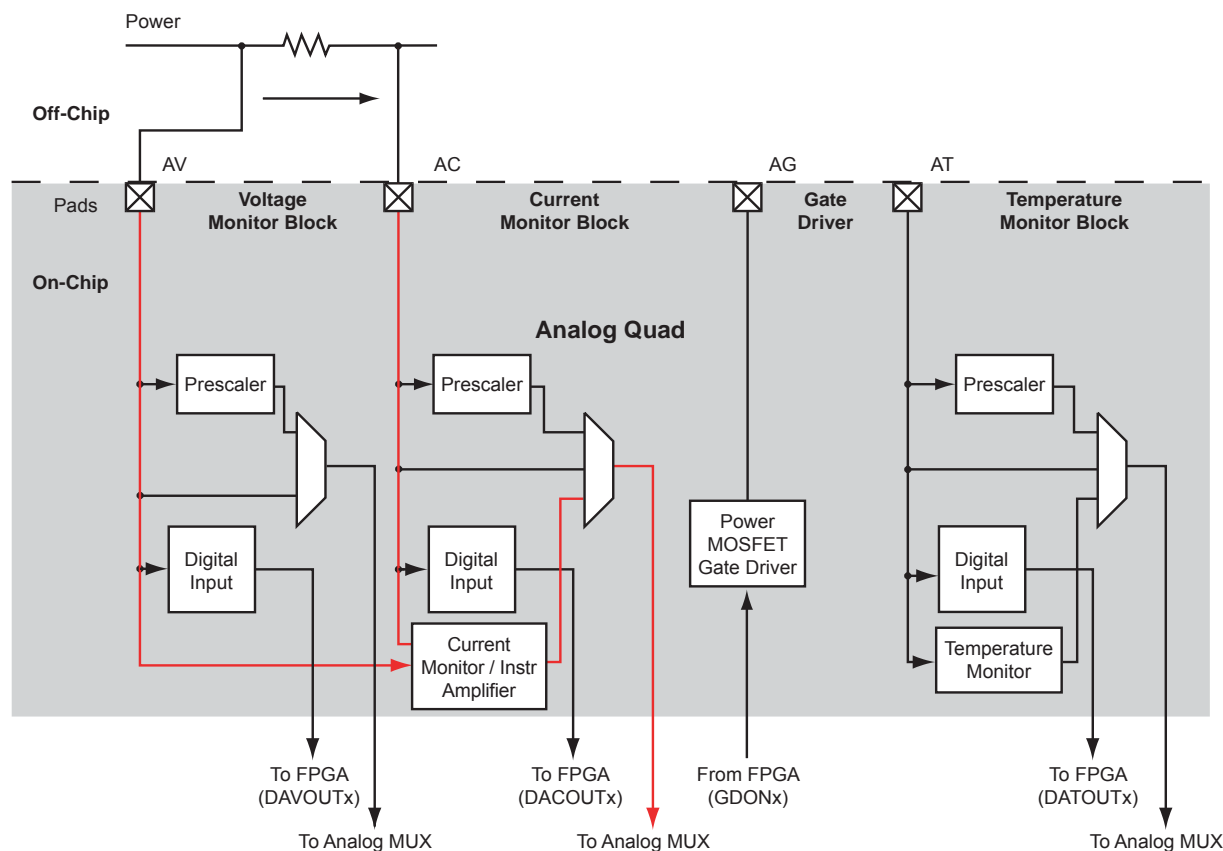 Power
Off-Chip
AV
AC
AG
AT
Pads
Voltage
Monitor Block
Current
Monitor Block
Gate
Driver
Temperature
Monitor Block
On-Chip
Analog Quad
Prescaler
Prescaler
Prescaler
Digital
Input
Digital
Input
Power
MOSFET
Gate Driver
Digital
Input
Current
Monitor / Instr
Amplifier
Temperature
Monitor
To FPGA
(DAVOUTx)
To FPGA
(DACOUTx)
From FPGA
(GDONx)
To FPGA
(DATOUTx)
To Analog MUX
To Analog MUX
To Analog MUX